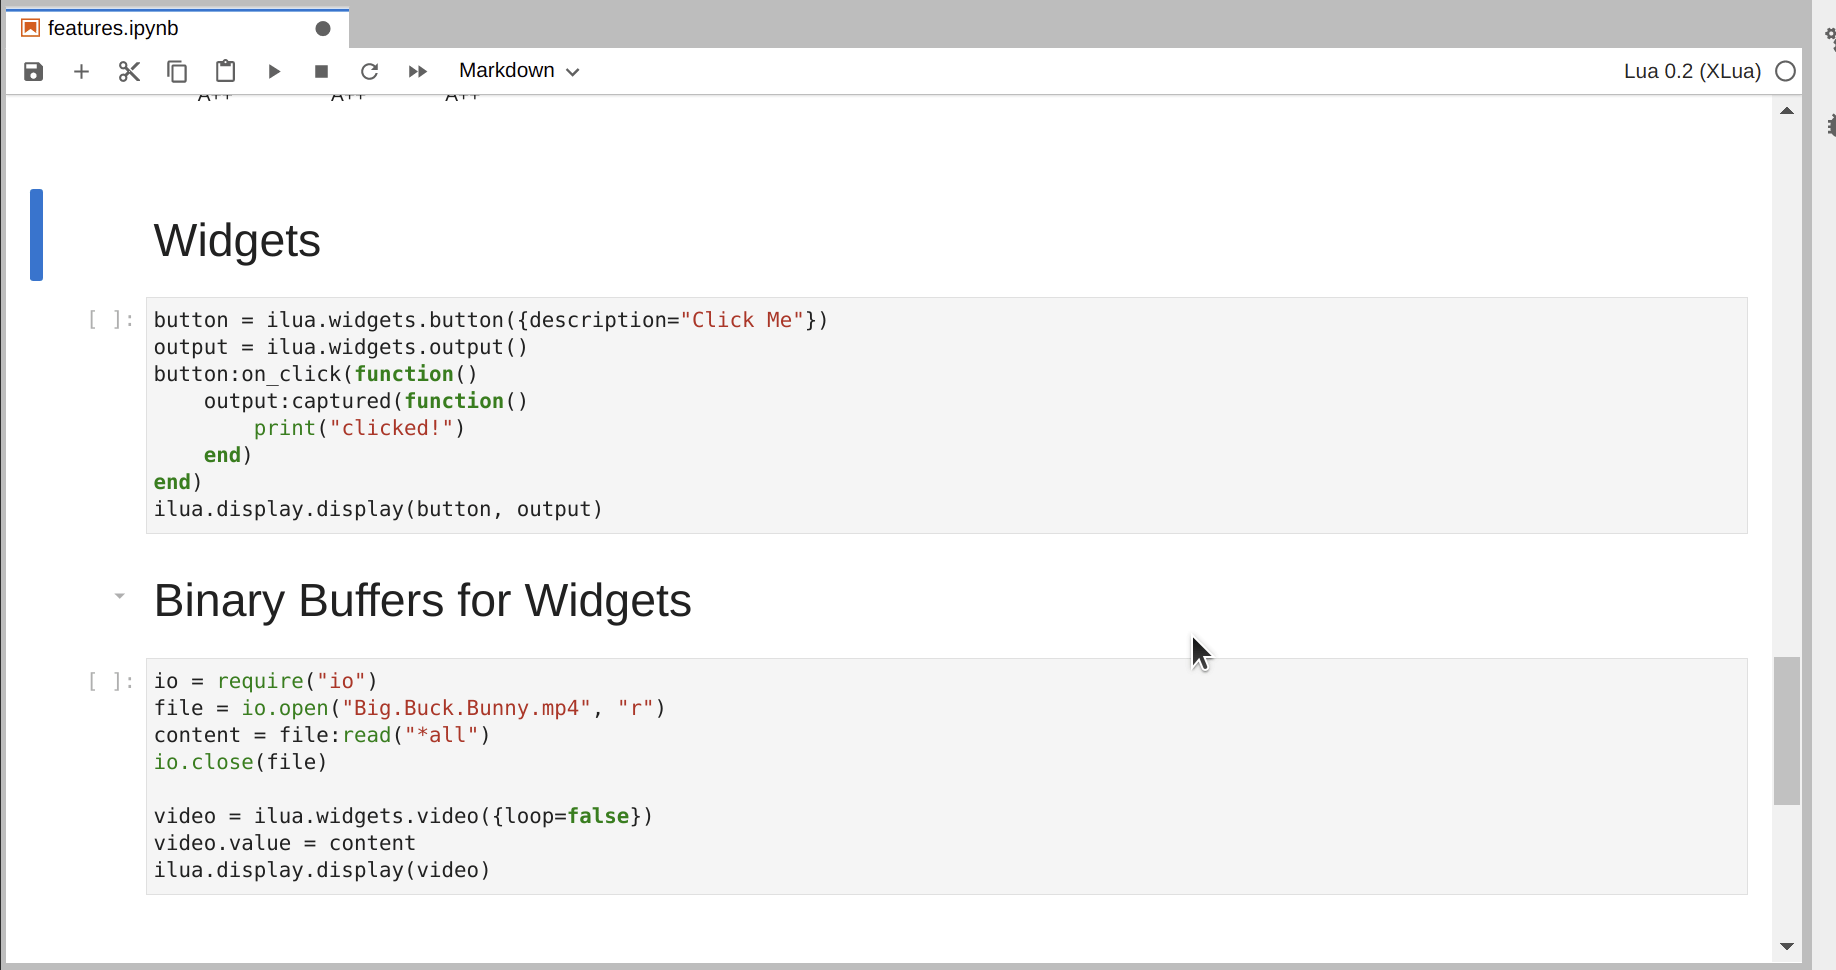 features.ipynb
Markdown
Lua 0.2 (XLua)
A++ A++ A++
Widgets
[ ]:
button = ilua.widgets.button({description="Click Me"})
output = ilua.widgets.output()
button:on_click(function()
    output:captured(function()
        print("clicked!")
    end)
end)
ilua.display.display(button, output)
Binary Buffers for Widgets
[ ]:
io = require("io")
file = io.open("Big.Buck.Bunny.mp4", "r")
content = file:read("*all")
io.close(file)
video = ilua.widgets.video({loop=false})
video.value = content
ilua.display.display(video)